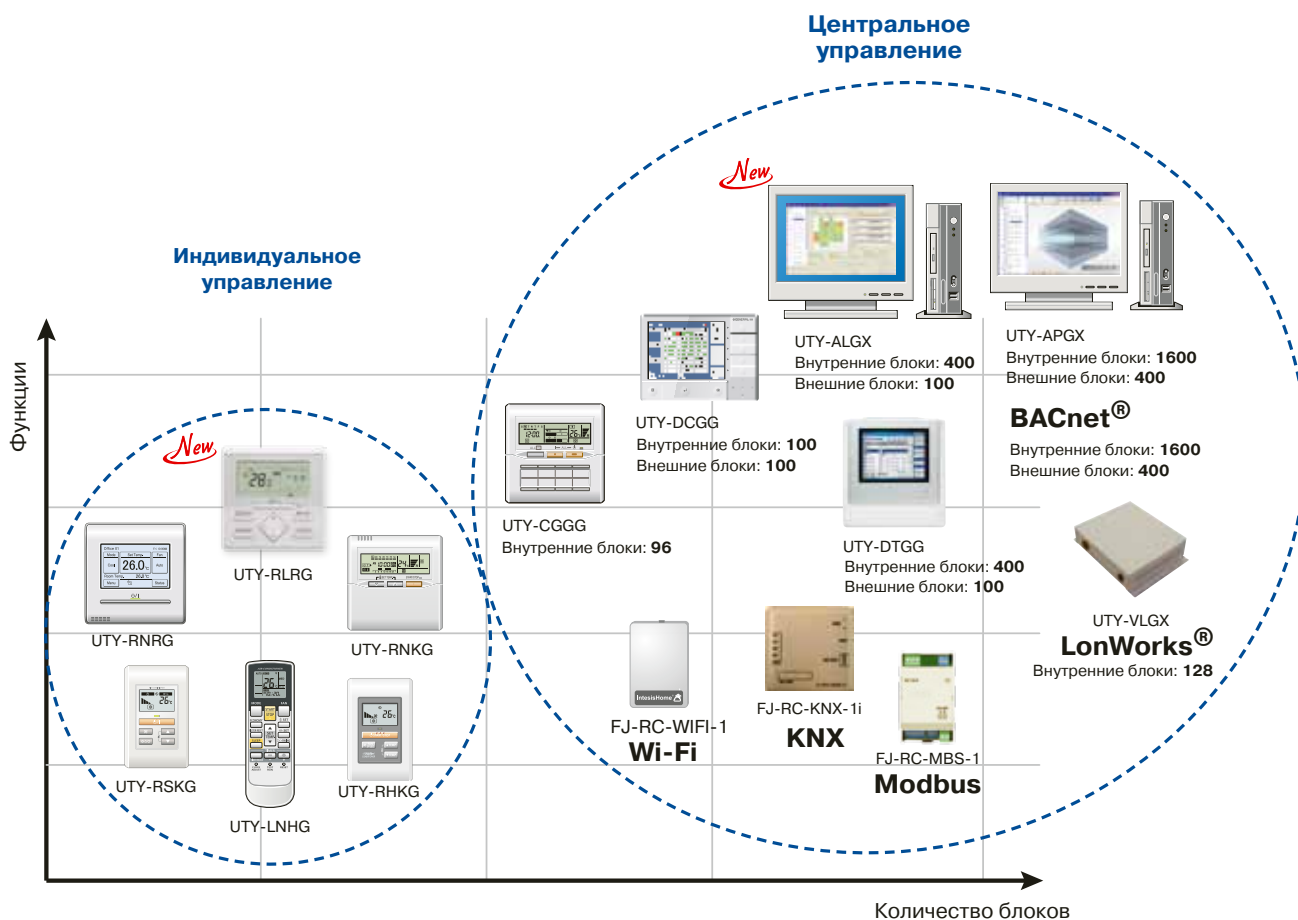 Центральное
управление
New
Индивидуальное
управление
UTY-ALGX
Внутренние блоки: 400
Внешние блоки: 100
UTY-APGX
Внутренние блоки: 1600
Внешние блоки: 400
BACnet®
Внутренние блоки: 1600
Внешние блоки: 400
UTY-DCGG
Внутренние блоки: 100
Внешние блоки: 100
Функции
New
UTY-CGGG
Внутренние блоки: 96
UTY-DTGG
Внутренние блоки: 400
Внешние блоки: 100
UTY-RLRG
26.0
UTY-RNRG
UTY-RNKG
UTY-VLGX
LonWorks®
Внутренние блоки: 128
IntesisHome
FJ-RC-WIFI-1
Wi-Fi
FJ-RC-KNX-1i
KNX
FJ-RC-MBS-1
Modbus
UTY-RSKG
UTY-LNHG
UTY-RHKG
Количество блоков